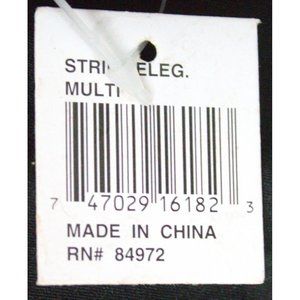 ELEG.
MULTI
7 47029 16182 3
MADE IN CHINA
RN# 84972